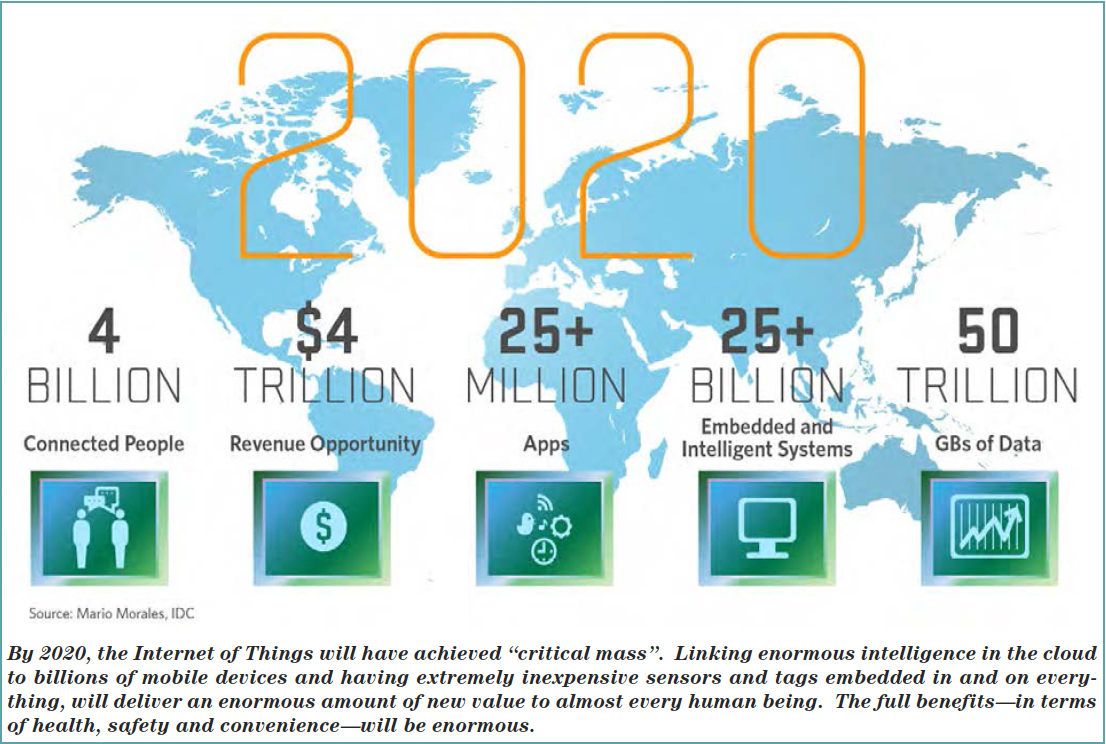 2020
4
BILLION
Connected People
$4
TRILLION
Revenue Opportunity
25+
MILLION
Apps
25+
BILLION
Embedded and
Intelligent Systems
50
TRILLION
GBs of Data
$
Source: Mario Morales, IDC
By 2020, the Internet of Things will have achieved “critical mass”. Linking enormous intelligence in the cloud
to billions of mobile devices and having extremely inexpensive sensors and tags embedded in and on every-
thing, will deliver an enormous amount of new value to almost every human being. The full benefits—in terms
of health, safety and convenience—will be enormous.